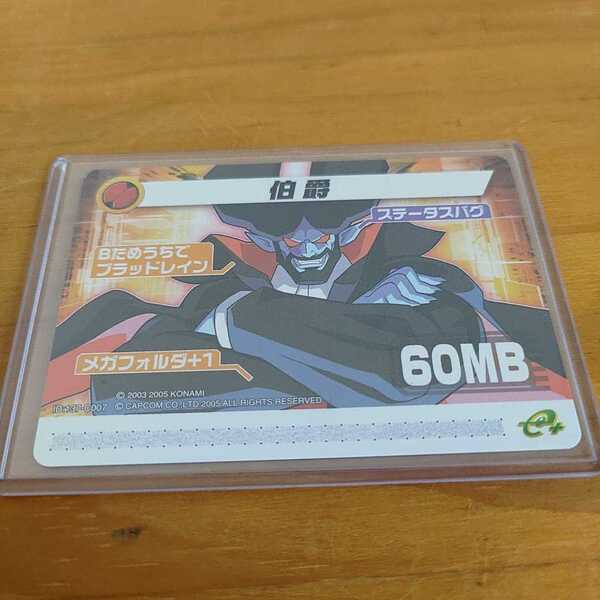 伯爵
ステータスバグ
Bためうちで
ブラッドレイン
メガフォルダ+1
60MB
© 2003 2005 KONAMI
© CAPCOM CO., LTD 2005 ALL RIGHTS RESERVED
e+